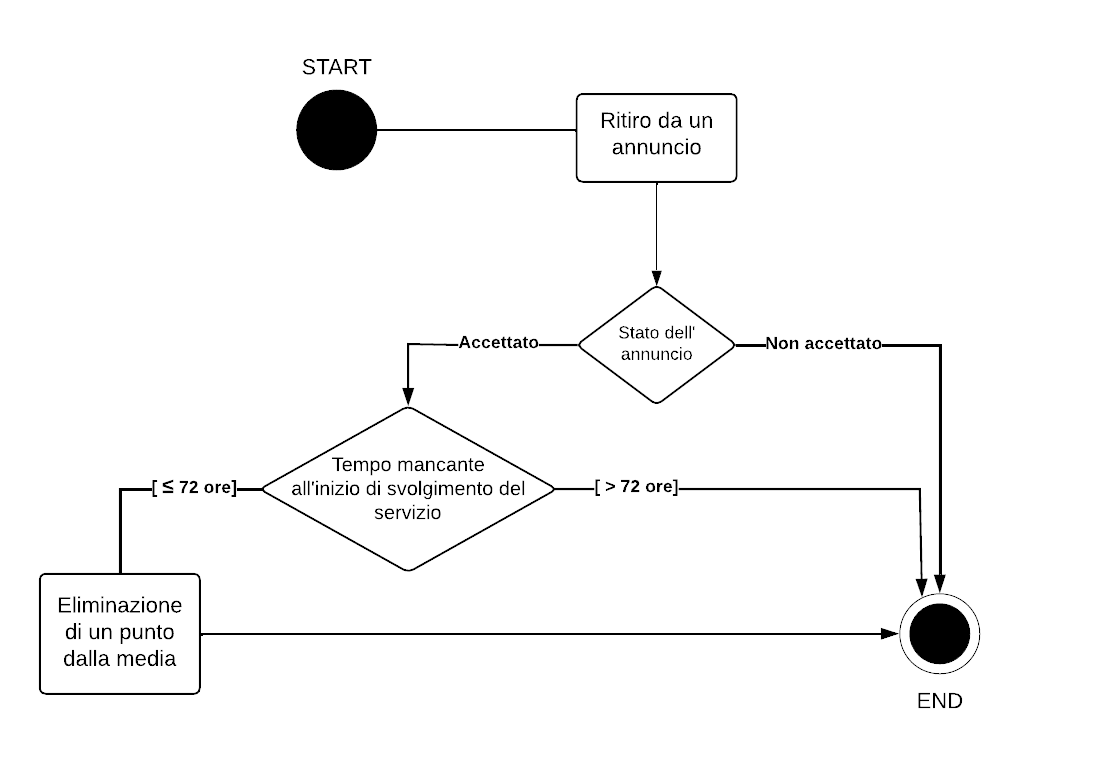 START
Ritiro da un
annuncio
Stato dell'
annuncio
Accettato
Non accettato
Tempo mancante
all'inizio di svolgimento del
servizio
[ ≤ 72 ore]
[ > 72 ore]
Eliminazione
di un punto
dalla media
END